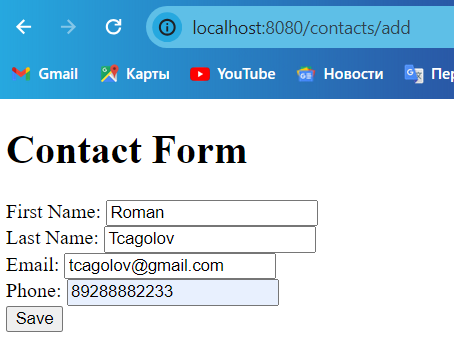 localhost:8080/contacts/add
Gmail Карты YouTube Новости Пер
Contact Form
First Name: Roman
Last Name: Tcagolov
Email: tcagolov@gmail.com
Phone: 89288882233
Save